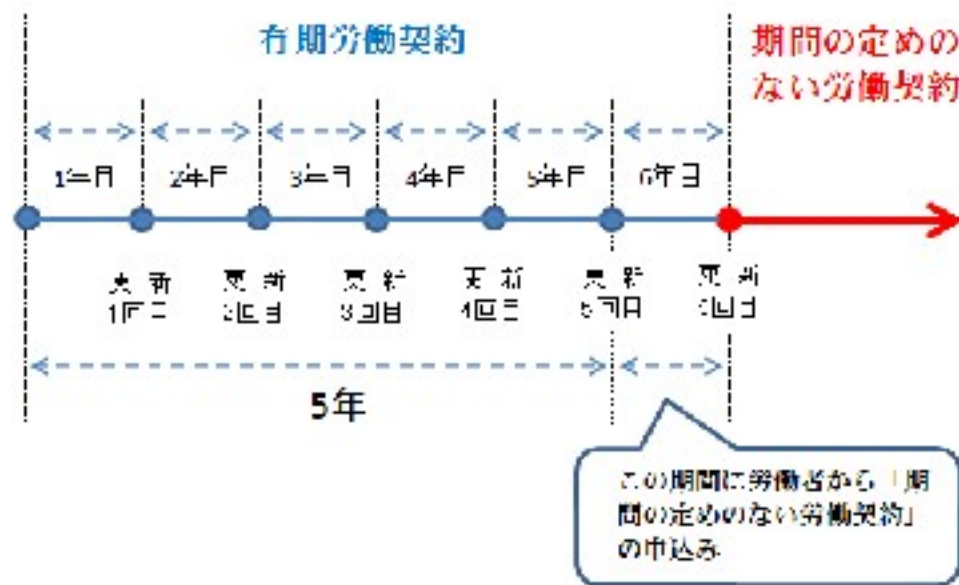 有期労働契約
期間の定めの
ない労働契約
1年目
2年目
3年目
4年目
5年目
6年目
更新
1回目
更新
2回目
更新
3回目
更新
4回目
更新
5回目
更新
6回目
5年
この期間に労働者から「期
間の定めのない労働契約」
の申込み